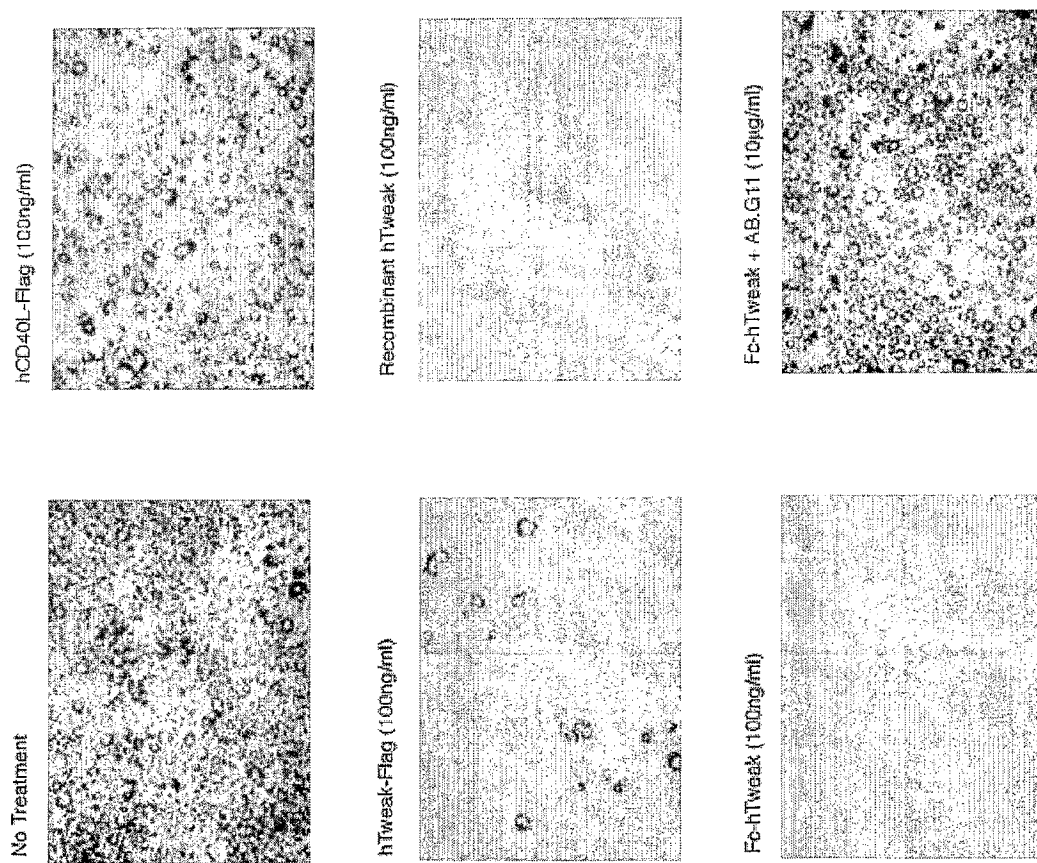 No Treatment
hCD40L-Flag (100ng/ml)
hTweak-Flag (100ng/ml)
Recombinant hTweak (100ng/ml)
Fc-hTweak (100ng/ml)
Fc-hTweak + AB.G11 (10µg/ml)